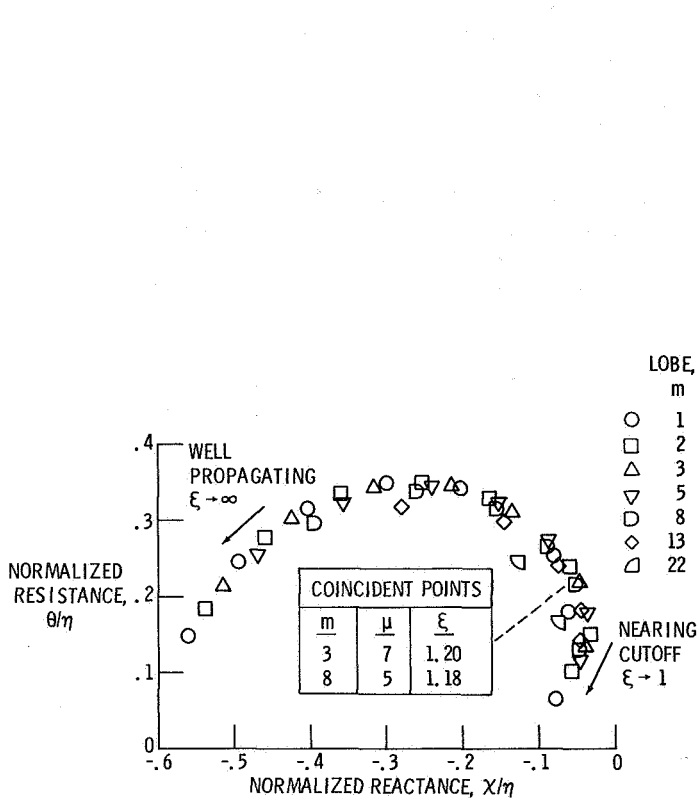 LOBE,
m
1
2
3
5
8
13
22
.4
.3
.2
.1
0
WELL
PROPAGATING
ξ→∞
NORMALIZED
RESISTANCE,
θ/η
COINCIDENT POINTS
m μ ξ
3 7 1.20
8 5 1.18
NEARING
CUTOFF
ξ→1
-.6 -.5 -.4 -.3 -.2 -.1 0
NORMALIZED REACTANCE, χ/η